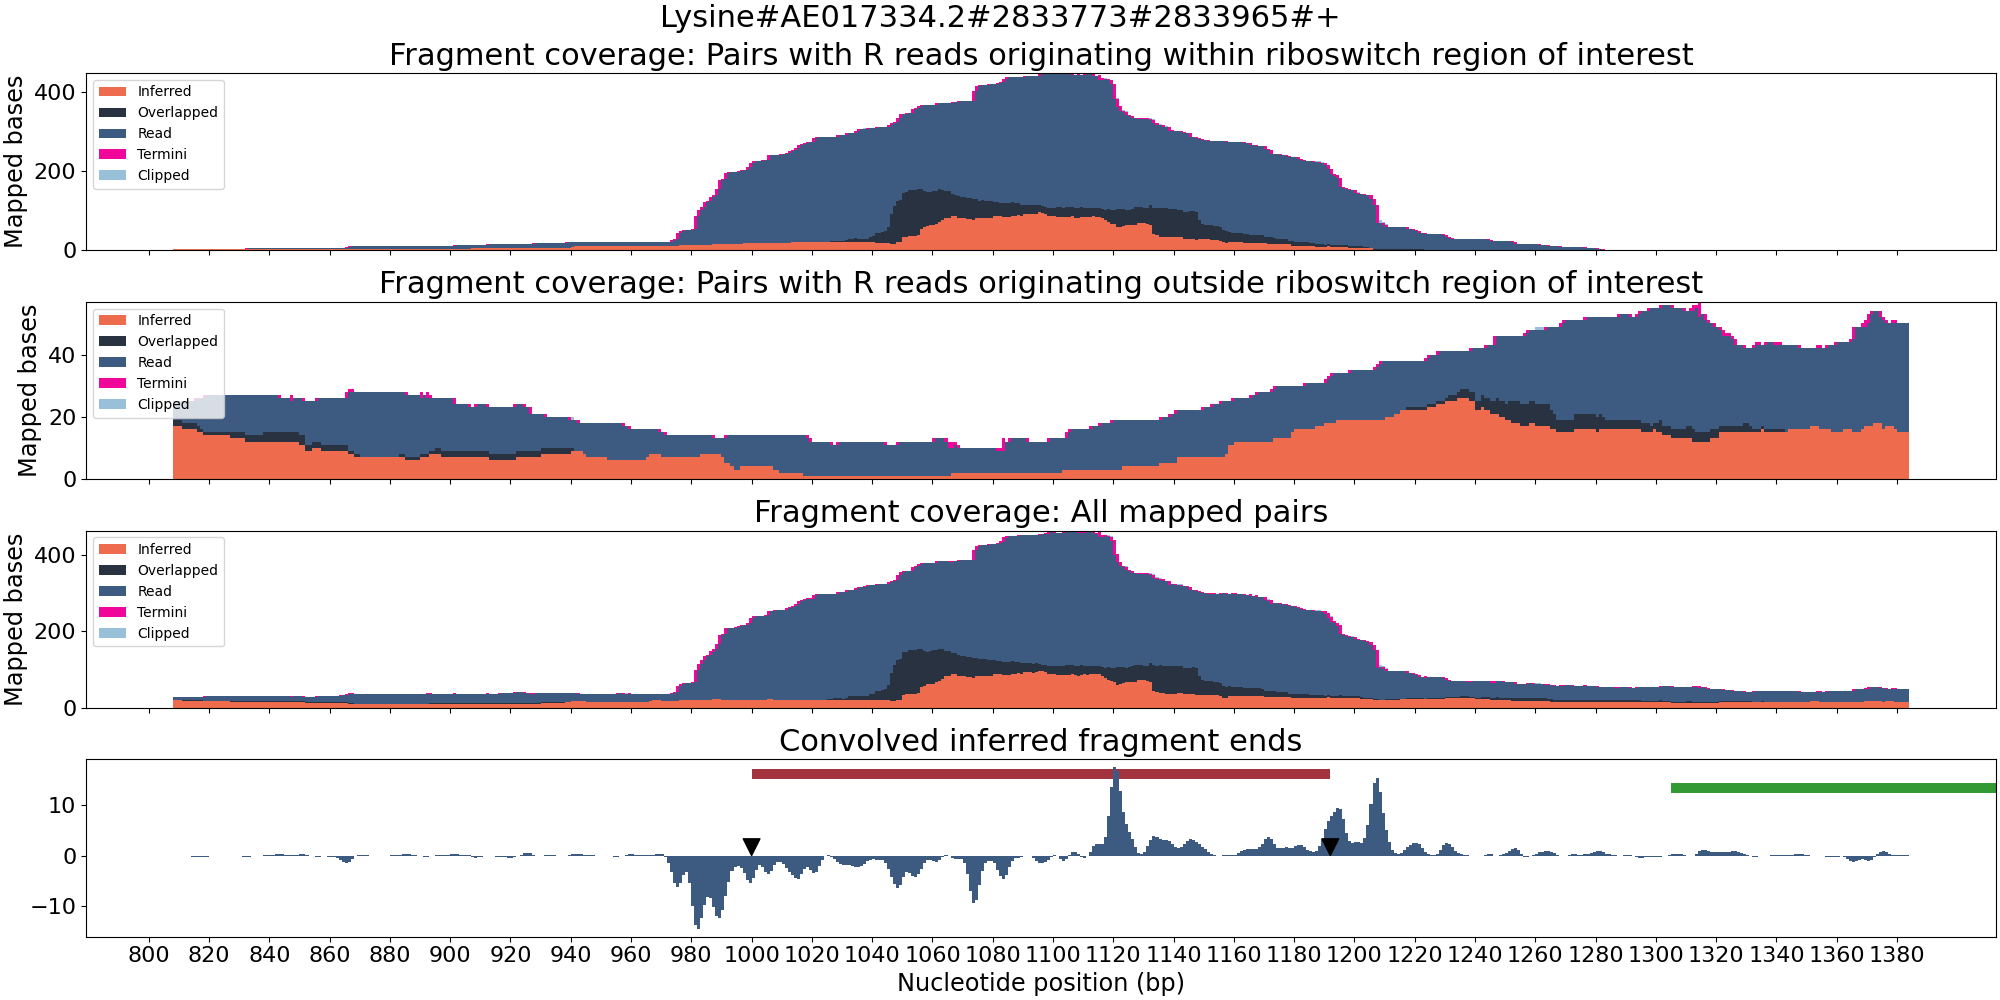 Lysine#AE017334.2#2833773#2833965#+
Fragment coverage: Pairs with R reads originating within riboswitch region of interest
Mapped bases
400
200
0
Inferred
Overlapped
Read
Termini
Clipped
Fragment coverage: Pairs with R reads originating outside riboswitch region of interest
Mapped bases
40
20
0
Inferred
Overlapped
Read
Termini
Clipped
Fragment coverage: All mapped pairs
Mapped bases
400
200
0
Inferred
Overlapped
Read
Termini
Clipped
Convolved inferred fragment ends
10
0
−10
800 820 840 860 880 900 920 940 960 980 1000 1020 1040 1060 1080 1100 1120 1140 1160 1180 1200 1220 1240 1260 1280 1300 1320 1340 1360 1380
Nucleotide position (bp)